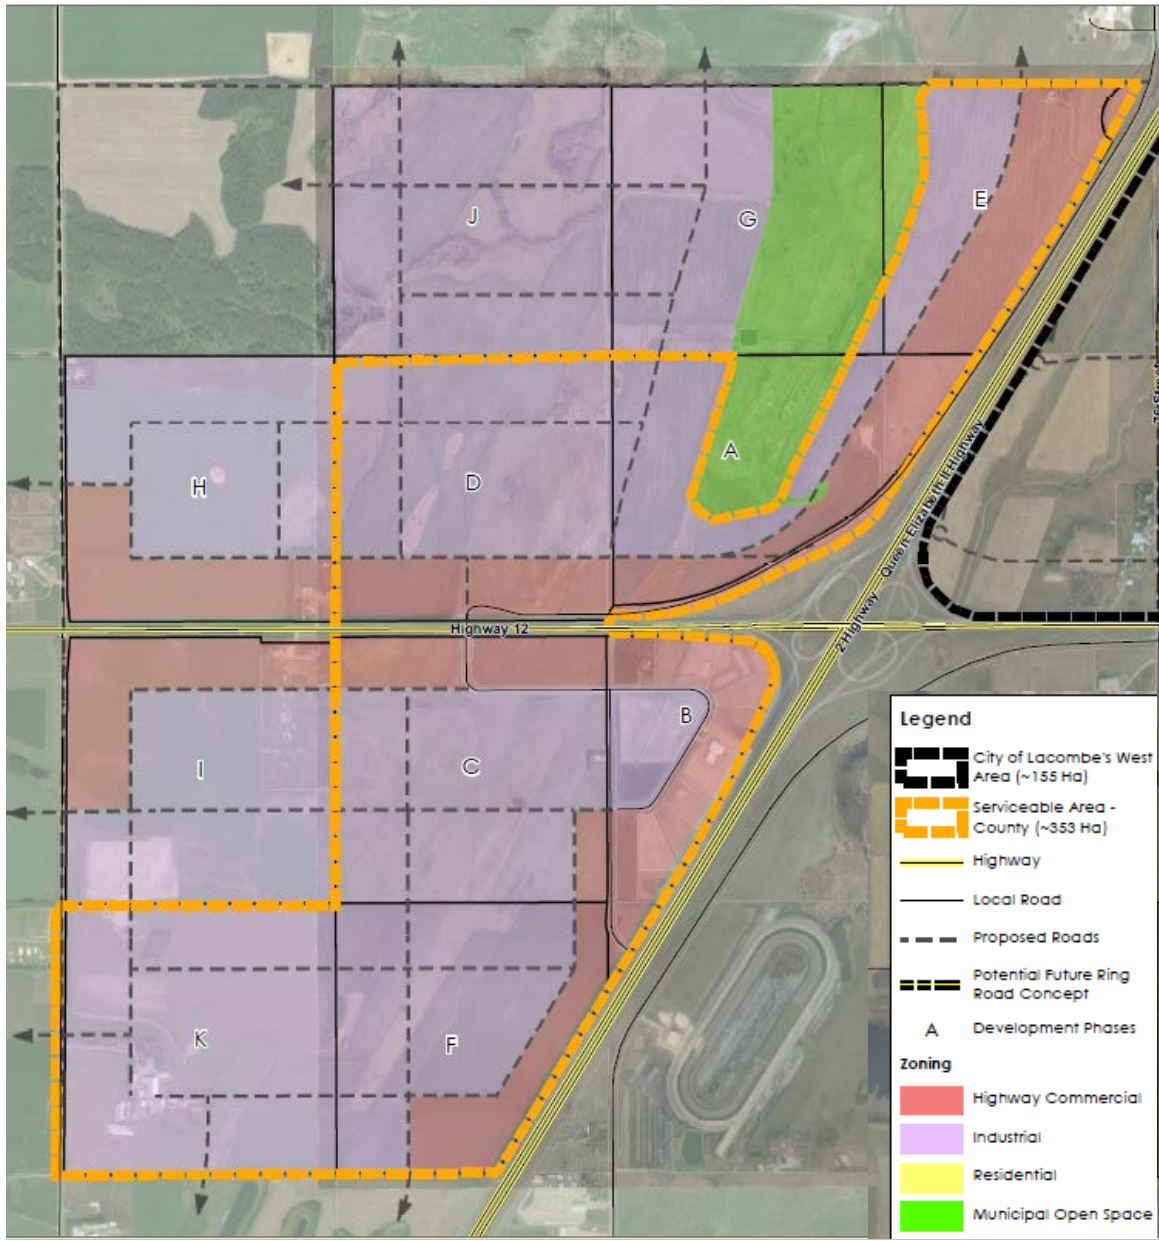 J
G
E
A
H
D
Highway 12
Queen Elizabeth II Highway
2 Highway
B
I
C
K
F
Legend
City of Lacombe's West
Area (~155 Ha)
Serviceable Area -
County (~353 Ha)
Highway
Local Road
Proposed Roads
Potential Future Ring
Road Concept
A Development Phases
Zoning
Highway Commercial
Industrial
Residential
Municipal Open Space